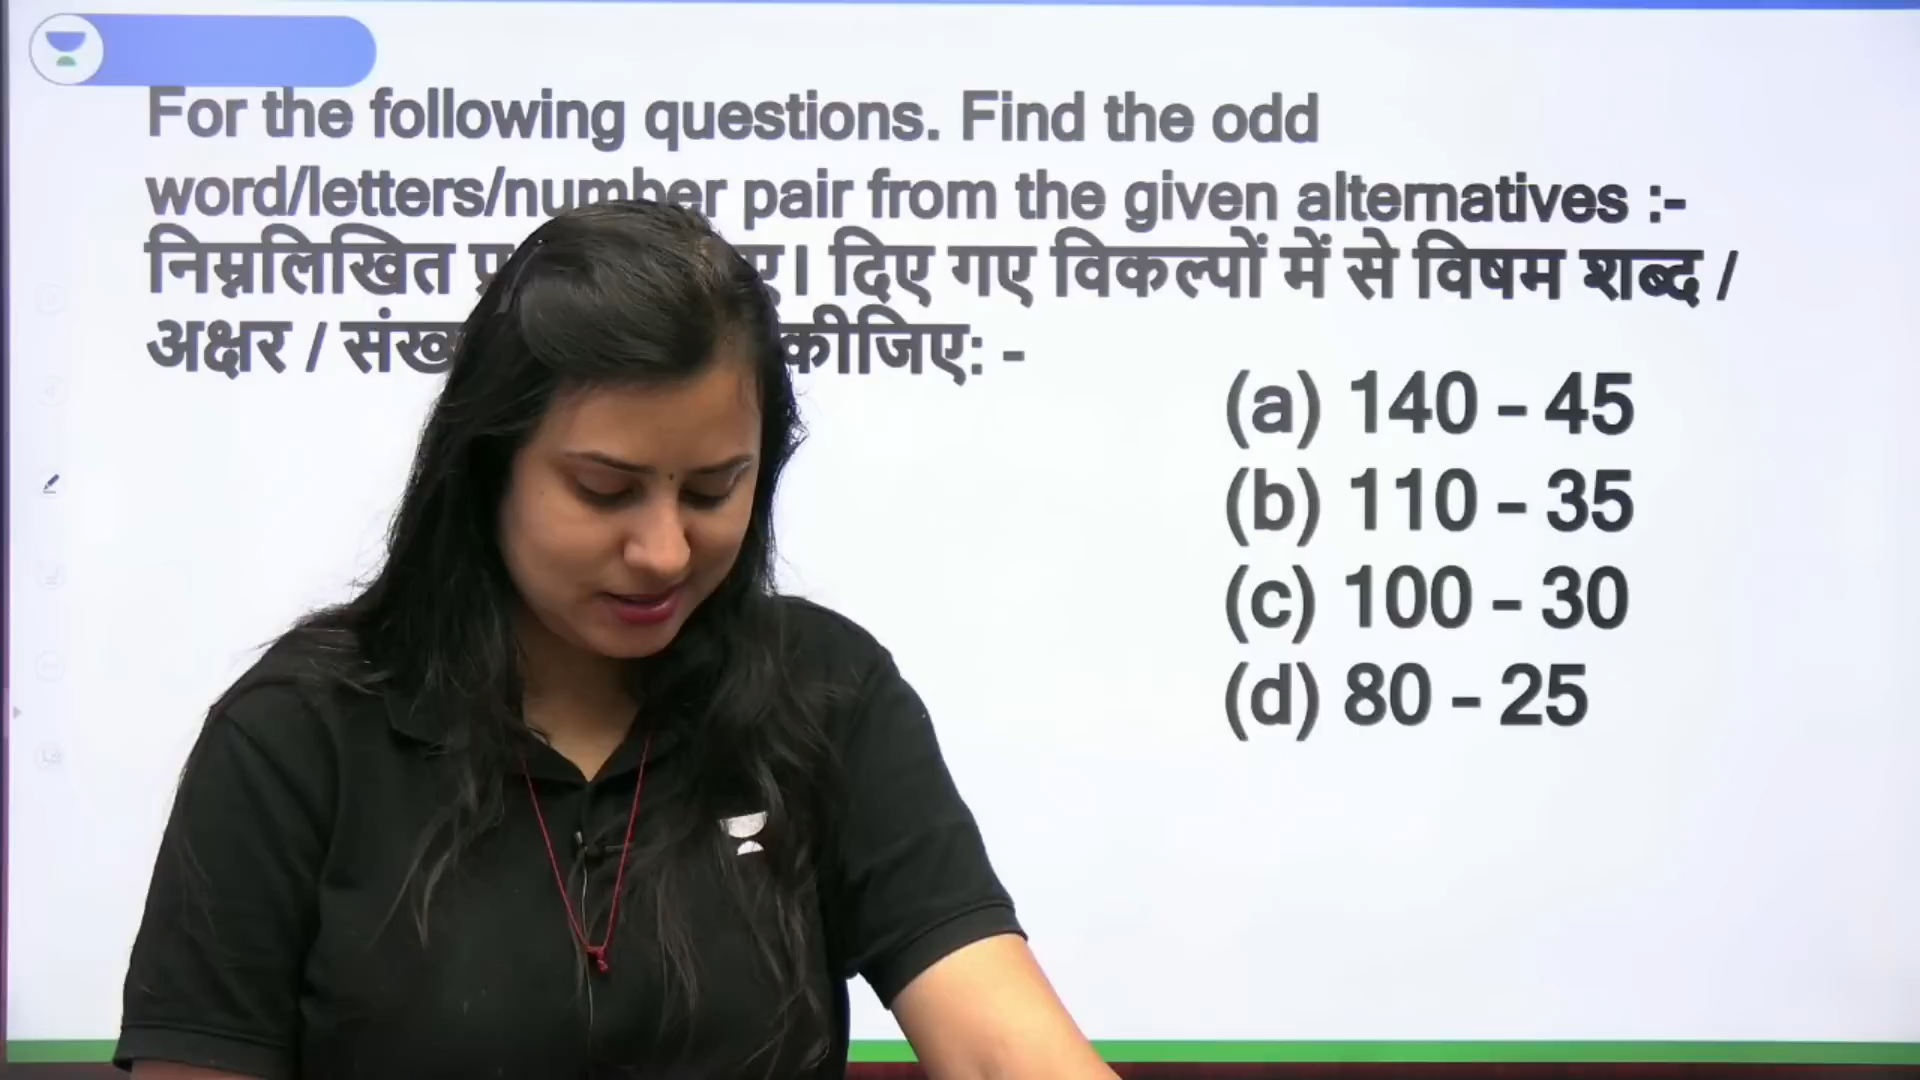 For the following questions. Find the odd
word/letters/number pair from the given alternatives :-
निम्नलिखित दिए गए विकल्पों में से विषम शब्द /
अक्षर / कीजिए: -
(a) 140 - 45
(b) 110 - 35
(c) 100 - 30
(d) 80 - 25